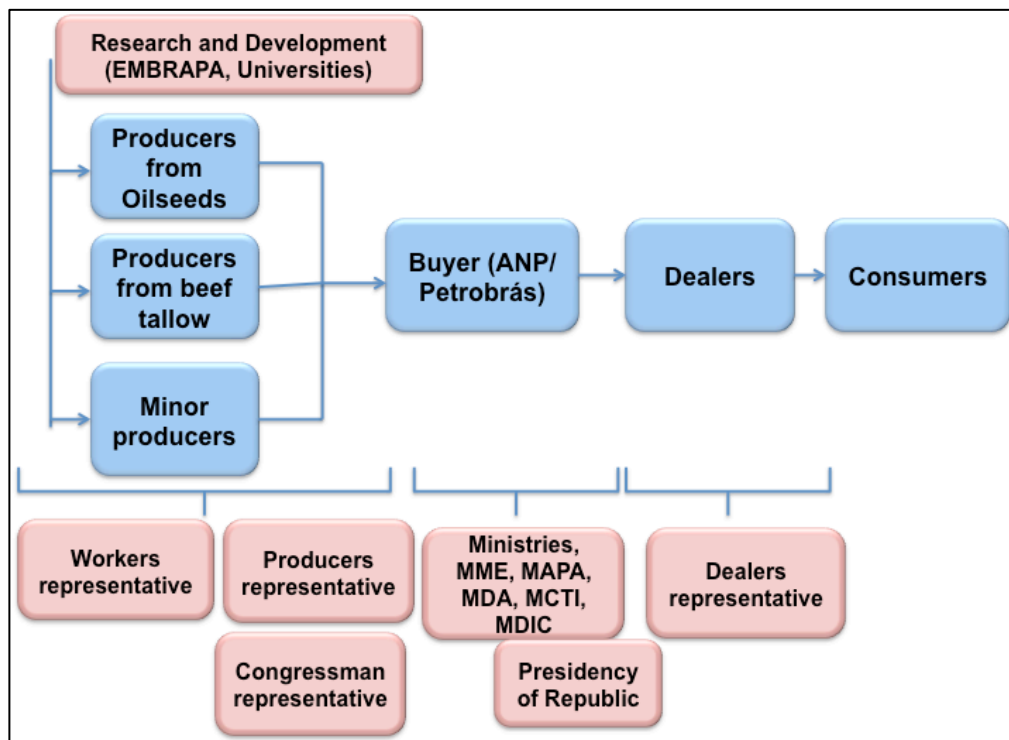 Research and Development
(EMBRAPA, Universities)
Producers
from
Oilseeds
Producers
from beef
tallow
Minor
producers
Buyer (ANP/
Petrobrás)
Dealers
Consumers
Workers
representative
Producers
representative
Congressman
representative
Ministries,
MME, MAPA,
MDA, MCTI,
MDIC
Presidency
of Republic
Dealers
representative